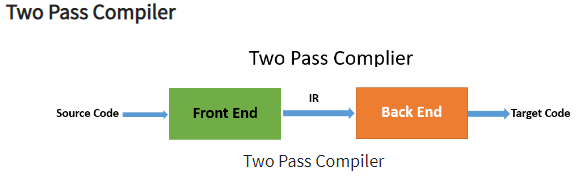 Two Pass Compiler
Two Pass Complier
Source Code
Front End
IR
Back End
Target Code
Two Pass Compiler